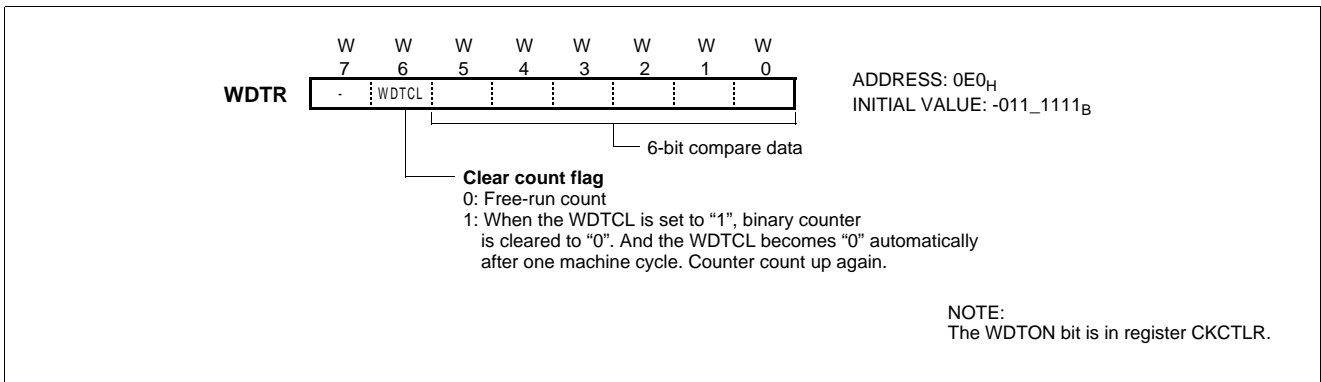 W W W W W W W W
7 6 5 4 3 2 1 0
WDTR - WDTCL
ADDRESS: 0E0H
INITIAL VALUE: -011_1111B
6-bit compare data
Clear count flag
0: Free-run count
1: When the WDTCL is set to “1”, binary counter
is cleared to “0”. And the WDTCL becomes “0” automatically
after one machine cycle. Counter count up again.
NOTE:
The WDTON bit is in register CKCTLR.